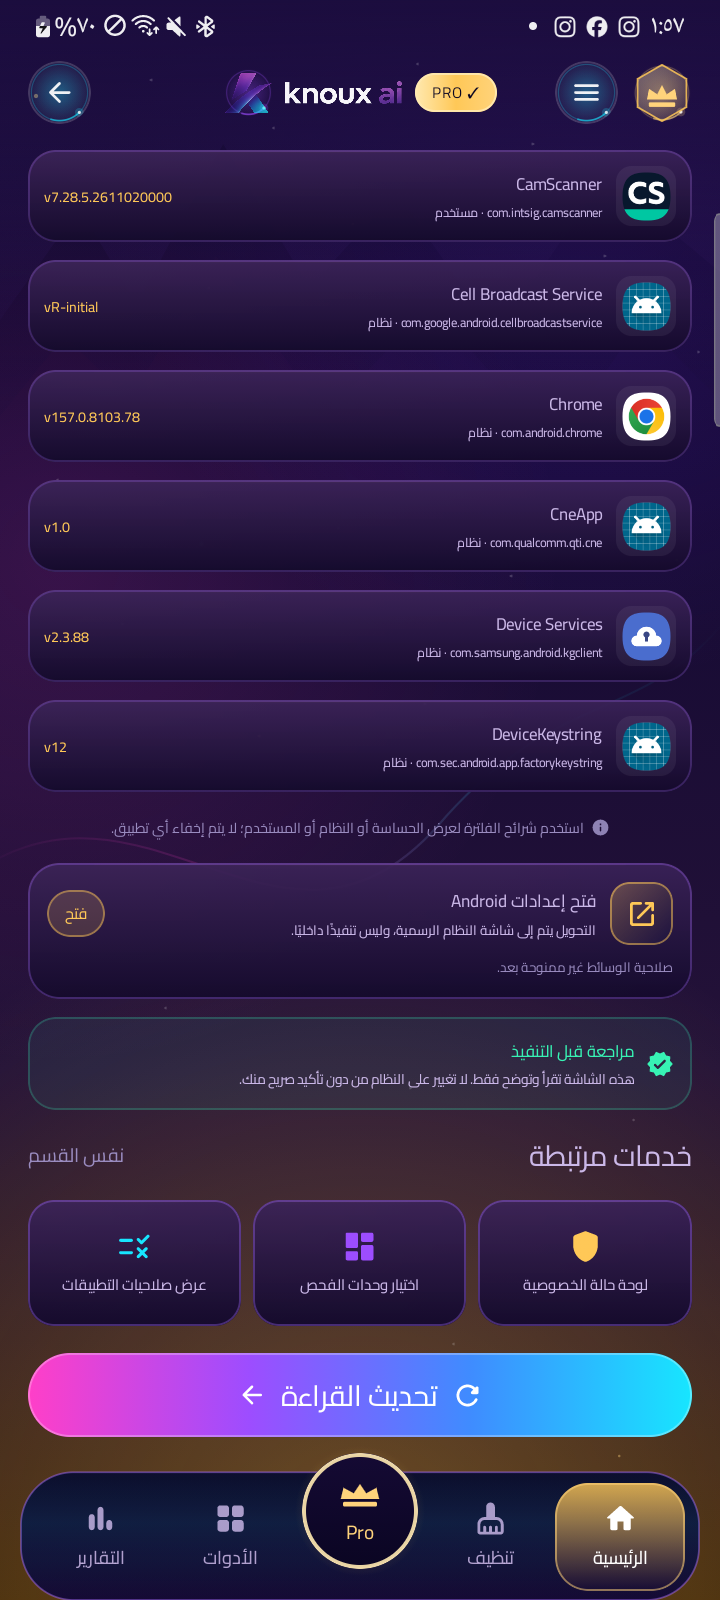 ١:٥٧
%٧٠
knoux ai
PRO ✓
CamScanner
com.intsig.camscanner · مستخدم
v7.28.5.2611020000
Cell Broadcast Service
com.google.android.cellbroadcastservice · نظام
vR-initial
Chrome
com.android.chrome · نظام
v157.0.8103.78
CneApp
com.qualcomm.qti.cne · نظام
v1.0
Device Services
com.samsung.android.kgclient · نظام
v2.3.88
DeviceKeystring
com.sec.android.app.factorykeystring · نظام
v12
استخدم شرائح الفلترة لعرض الحساسة أو النظام أو المستخدم؛ لا يتم إخفاء أي تطبيق.
فتح إعدادات Android
التحويل يتم إلى شاشة النظام الرسمية، وليس تنفيذًا داخليًا.
فتح
صلاحية الوسائط غير ممنوحة بعد.
مراجعة قبل التنفيذ
هذه الشاشة تقرأ وتوضح فقط. لا تغيير على النظام من دون تأكيد صريح منك.
خدمات مرتبطة
نفس القسم
لوحة حالة الخصوصية
اختيار وحدات الفحص
عرض صلاحيات التطبيقات
تحديث القراءة
الرئيسية
تنظيف
Pro
الأدوات
التقارير